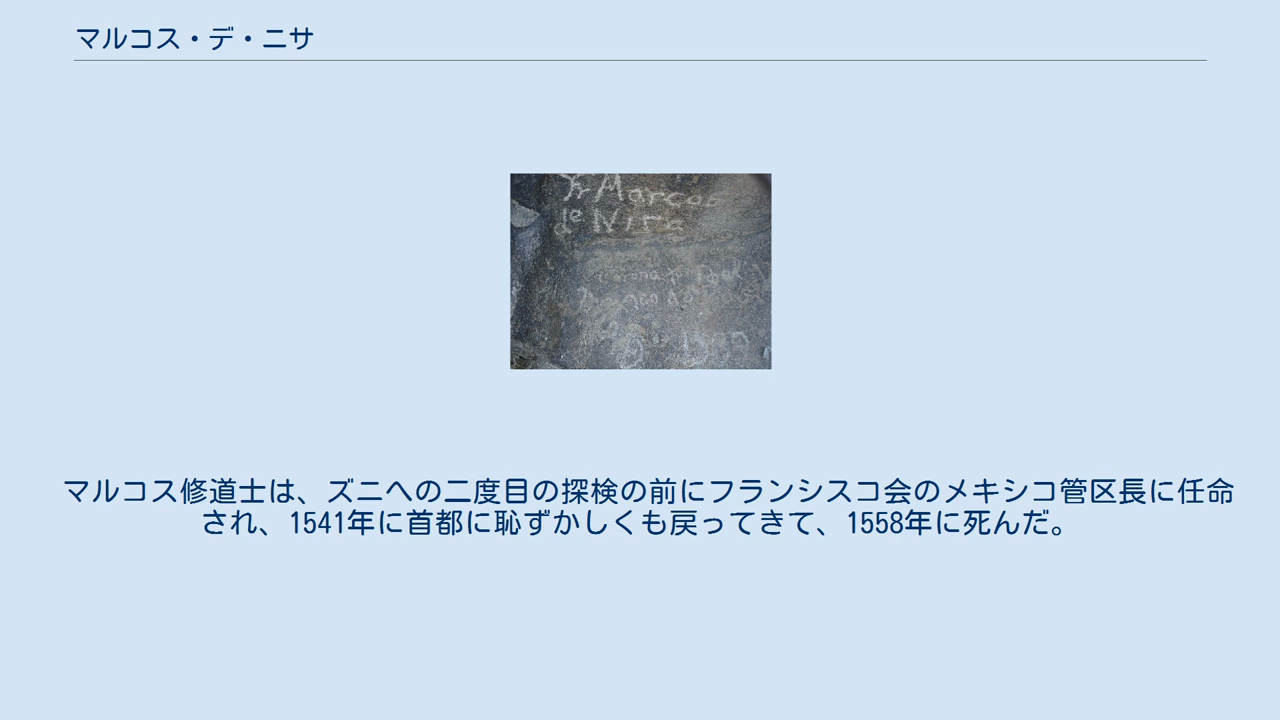 マルコス・デ・ニサ
Fr Marcos
de Niza
マルコス修道士は、ズニへの二度目の探検の前にフランシスコ会のメキシコ管区長に任命
され、1541年に首都に恥ずかしくも戻ってきて、1558年に死んだ。